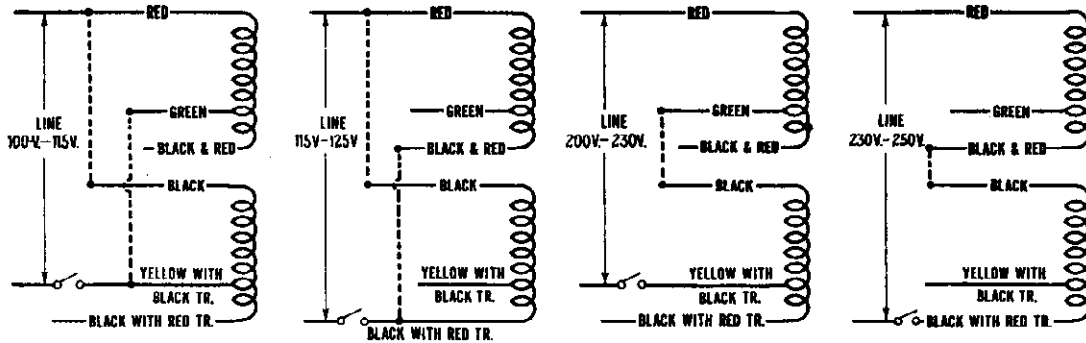 RED
GREEN
LINE
100V.-115V.
BLACK & RED
BLACK
YELLOW WITH
BLACK TR.
BLACK WITH RED TR.
RED
GREEN
LINE
115V-125V
BLACK & RED
BLACK
YELLOW WITH
BLACK TR.
BLACK WITH RED TR.
RED
GREEN
LINE
200V.-230V.
BLACK & RED
BLACK
YELLOW WITH
BLACK TR.
BLACK WITH RED TR.
RED
GREEN
LINE
230V.-250V.
BLACK & RED
BLACK
YELLOW WITH
BLACK TR.
BLACK WITH RED TR.